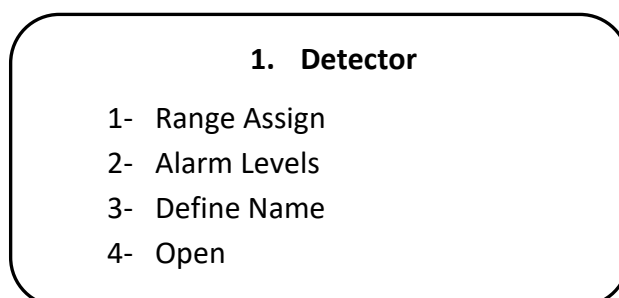 1. Detector
1- Range Assign
2- Alarm Levels
3- Define Name
4- Open